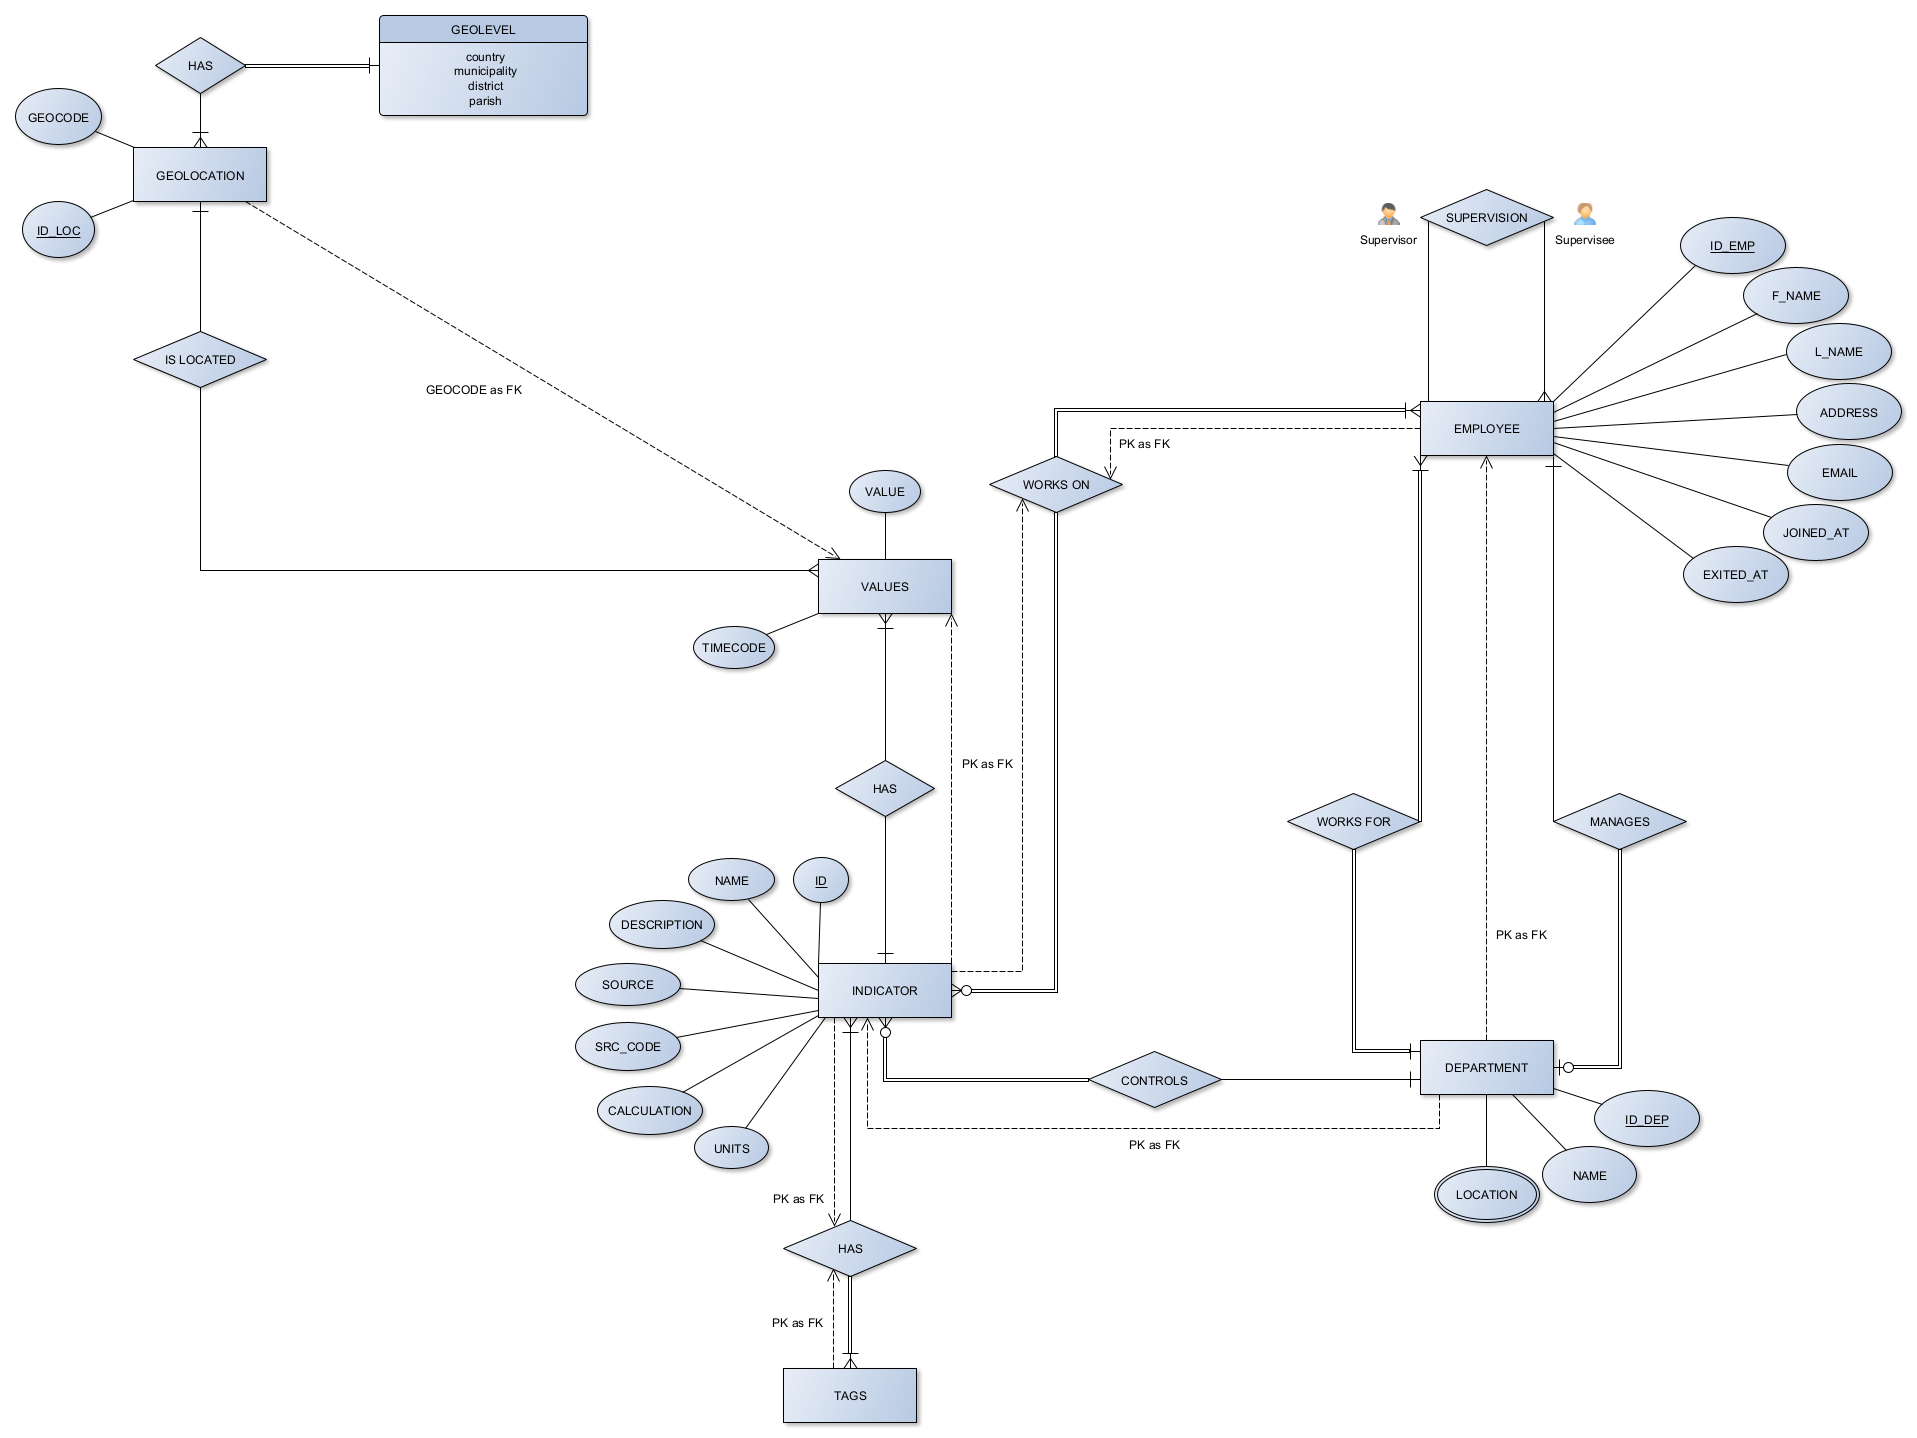 GEOLEVEL
country
municipality
district
parish
HAS
GEOCODE
GEOLOCATION
ID_LOC
SUPERVISION
Supervisor
Supervisee
ID_EMP
F_NAME
L_NAME
ADDRESS
EMAIL
JOINED_AT
EXITED_AT
EMPLOYEE
IS LOCATED
GEOCODE as FK
PK as FK
WORKS ON
VALUE
VALUES
TIMECODE
PK as FK
HAS
WORKS FOR
MANAGES
NAME
ID
DESCRIPTION
SOURCE
SRC_CODE
CALCULATION
UNITS
INDICATOR
PK as FK
CONTROLS
DEPARTMENT
ID_DEP
NAME
LOCATION
PK as FK
PK as FK
HAS
PK as FK
TAGS